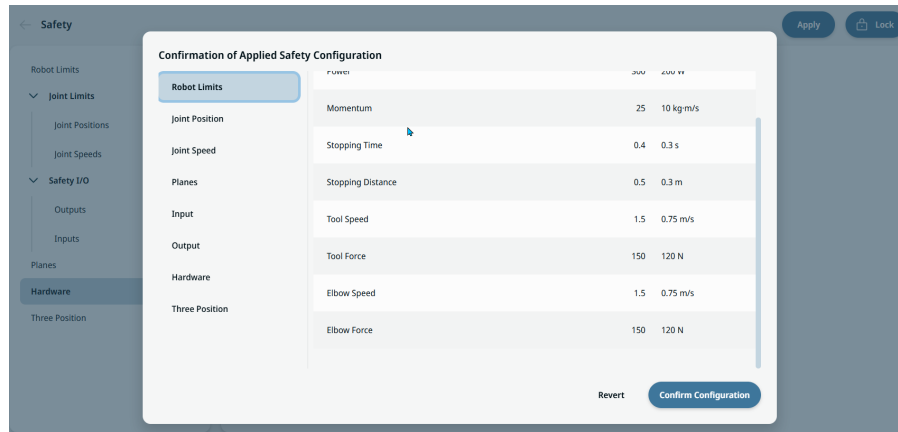 Safety
Apply
Lock
Confirmation of Applied Safety Configuration
Robot Limits
Joint Limits
Joint Positions
Joint Speeds
Safety I/O
Outputs
Inputs
Planes
Hardware
Three Position
Robot Limits
Joint Position
Joint Speed
Planes
Input
Output
Hardware
Three Position
Power 300 200 W
Momentum 25 10 kg·m/s
Stopping Time 0.4 0.3 s
Stopping Distance 0.5 0.3 m
Tool Speed 1.5 0.75 m/s
Tool Force 150 120 N
Elbow Speed 1.5 0.75 m/s
Elbow Force 150 120 N
Revert
Confirm Configuration